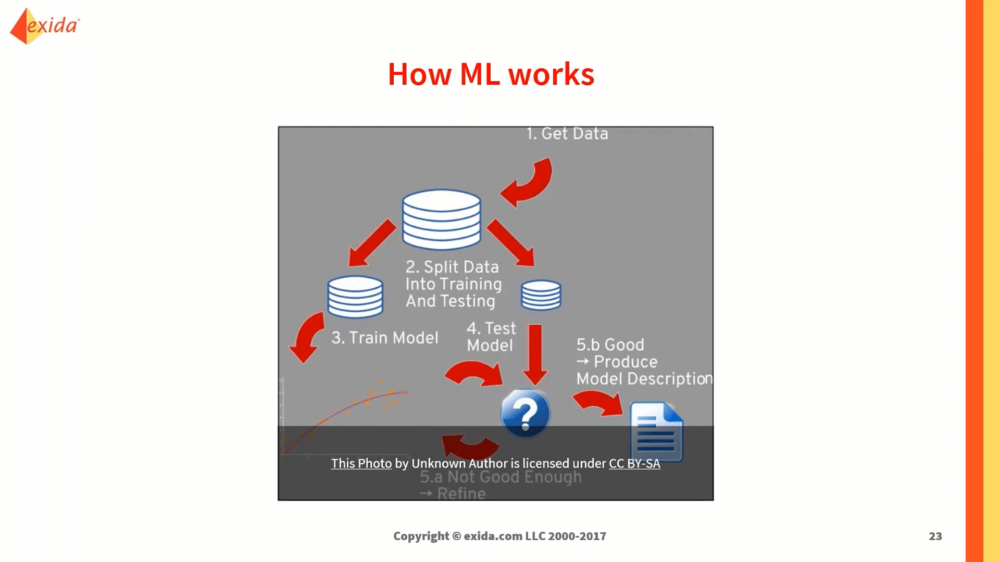 exida
How ML works
1. Get Data
2. Split Data
Into Training
And Testing
3. Train Model
4. Test
Model
5.b Good
→ Produce
Model Description
?
This Photo by Unknown Author is licensed under CC BY-SA
5.a Not Good Enough
→ Refine
Copyright © exida.com LLC 2000-2017
23